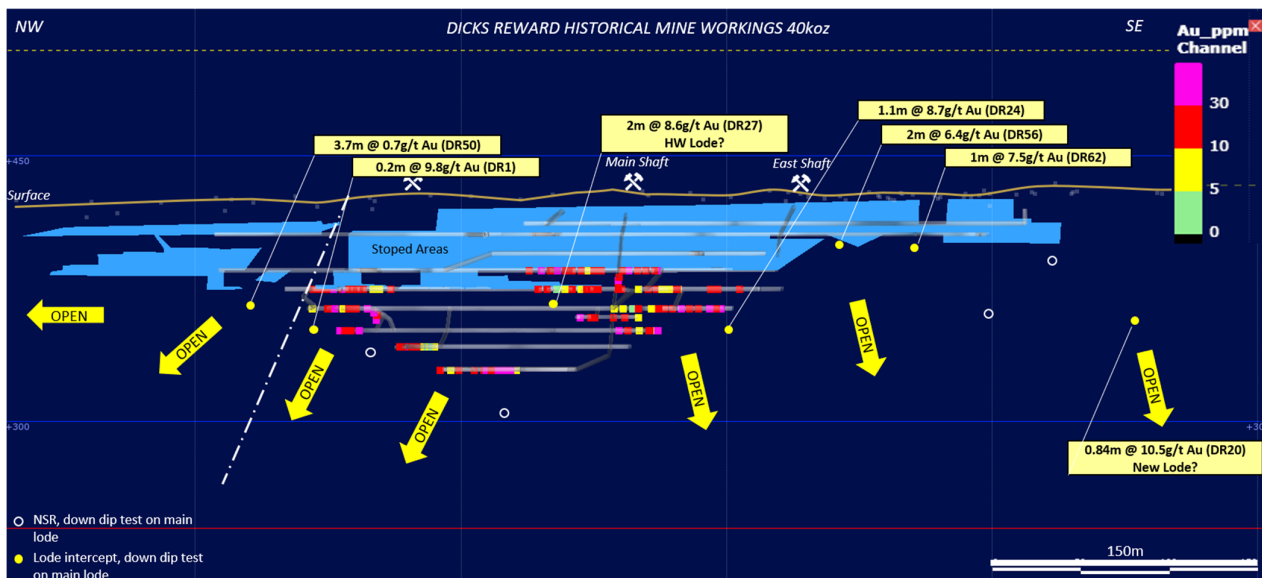 NW
DICKS REWARD HISTORICAL MINE WORKINGS 40koz
SE
Au_ppm
Channel
30
10
5
0
1.1m @ 8.7g/t Au (DR24)
2m @ 8.6g/t Au (DR27)
HW Lode?
2m @ 6.4g/t Au (DR56)
3.7m @ 0.7g/t Au (DR50)
1m @ 7.5g/t Au (DR62)
0.2m @ 9.8g/t Au (DR1)
+450
Main Shaft
East Shaft
Surface
Stoped Areas
OPEN
OPEN
OPEN
OPEN
OPEN
OPEN
OPEN
+300
0.84m @ 10.5g/t Au (DR20)
New Lode?
NSR, down dip test on main
lode
Lode intercept, down dip test
on main lode
150m